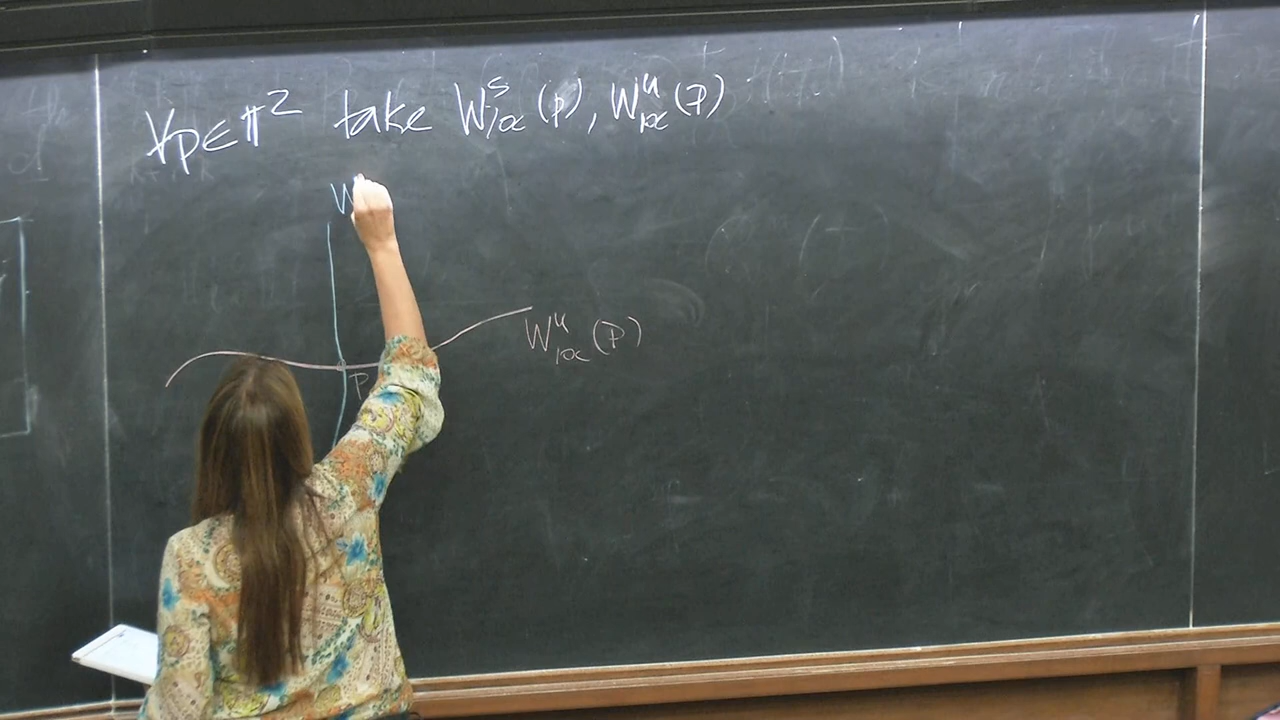 ∀p∈𝕋² take W^s_loc(p), W^u_loc(p)
W
W^u_loc(p)
p